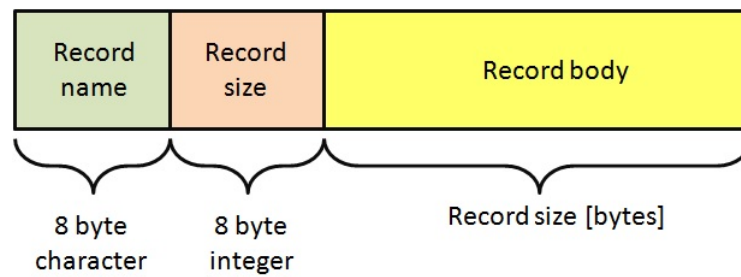 Record
name
Record
size
Record body
8 byte
character
8 byte
integer
Record size [bytes]